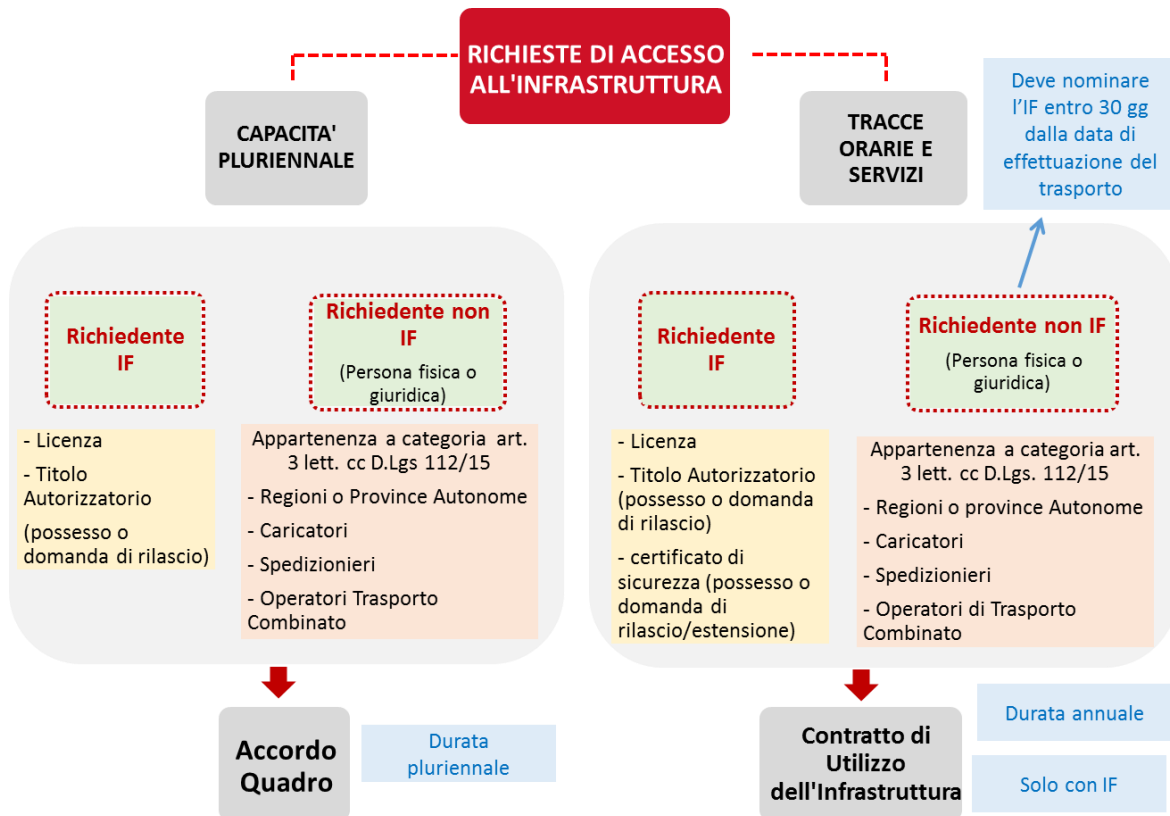 RICHIESTE DI ACCESSO
ALL'INFRASTRUTTURA
CAPACITA'
PLURIENNALE
TRACCE
ORARIE E
SERVIZI
Deve nominare
l'IF entro 30 gg
dalla data di
effettuazione del
trasporto
Richiedente
IF
Richiedente non
IF
(Persona fisica o
giuridica)
- Licenza
- Titolo
Autorizzatorio
(possesso o
domanda di rilascio)
Appartenenza a categoria art.
3 lett. cc D.Lgs 112/15
- Regioni o Province Autonome
- Caricatori
- Spedizionieri
- Operatori Trasporto
Combinato
Richiedente
IF
Richiedente non IF
(Persona fisica o
giuridica)
- Licenza
- Titolo Autorizzatorio
(possesso o domanda
di rilascio)
- certificato di
sicurezza (possesso o
domanda di
rilascio/estensione)
Appartenenza a categoria art.
3 lett. cc D.Lgs. 112/15
- Regioni o province Autonome
- Caricatori
- Spedizionieri
- Operatori di Trasporto
Combinato
Accordo
Quadro
Durata
pluriennale
Contratto di
Utilizzo
dell'Infrastruttura
Durata annuale
Solo con IF